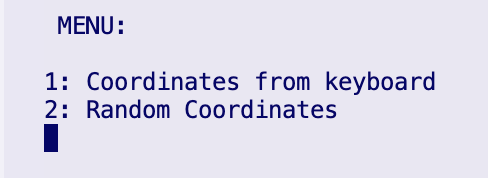 MENU:
1: Coordinates from keyboard
2: Random Coordinates